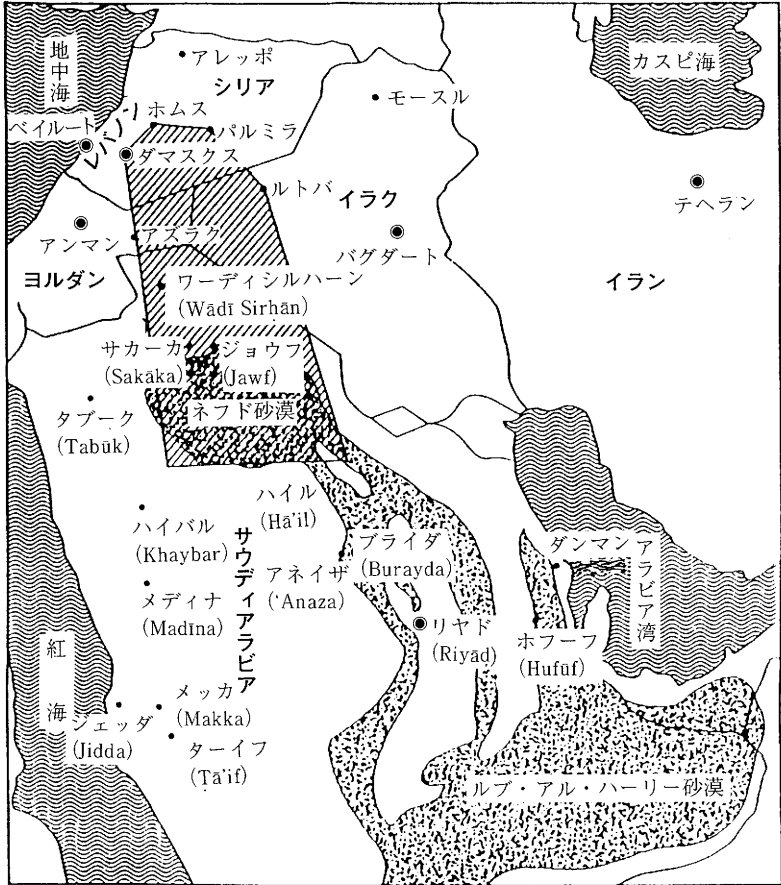 地中海
アレッポ
シリア
カスピ海
ホムス
モースル
ベイルート
レバノン
パルミラ
ダマスクス
ルトバ
イラク
テヘラン
アンマン
アズラク
バグダート
ヨルダン
ワーディシルハーン
(Wādī Sirhān)
イラン
サカーカ
(Sakāka)
ジョウフ
(Jawf)
タブーク
(Tabūk)
ネフド砂漠
ハイル
(Hā'il)
ハイバル
(Khaybar)
サウディアラビア
ブライダ
(Burayda)
ダンマン
アラビア湾
アネイザ
('Anaza)
メディナ
(Madīna)
リヤド
(Riyād)
ホフーフ
(Hufūf)
紅海
メッカ
(Makka)
ジェッダ
(Jidda)
ターイフ
(Ṭā'if)
ルブ・アル・ハーリー砂漠